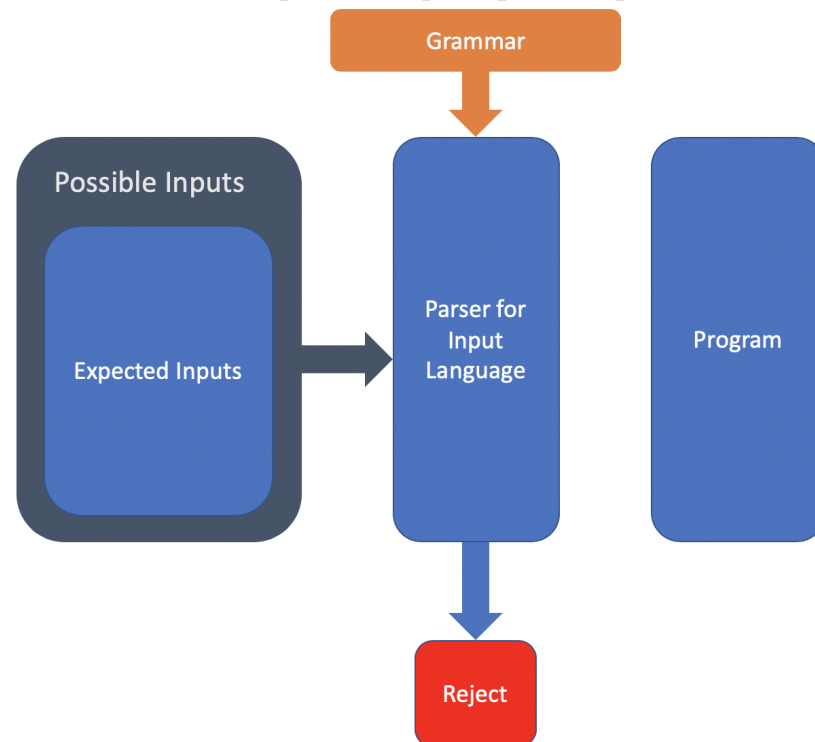 Grammar
Possible Inputs
Expected Inputs
Parser for
Input
Language
Program
Reject